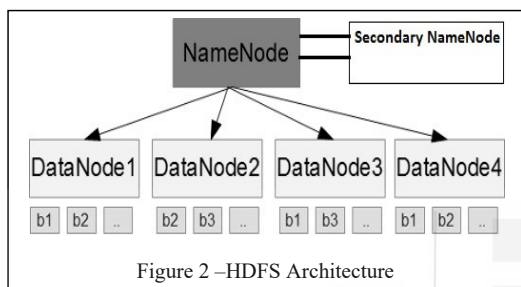 Secondary NameNode
NameNode
DataNode1 DataNode2 DataNode3 DataNode4
b1 b2 .. b2 b3 .. b1 b3 .. b1 b2 ..
Figure 2 –HDFS Architecture